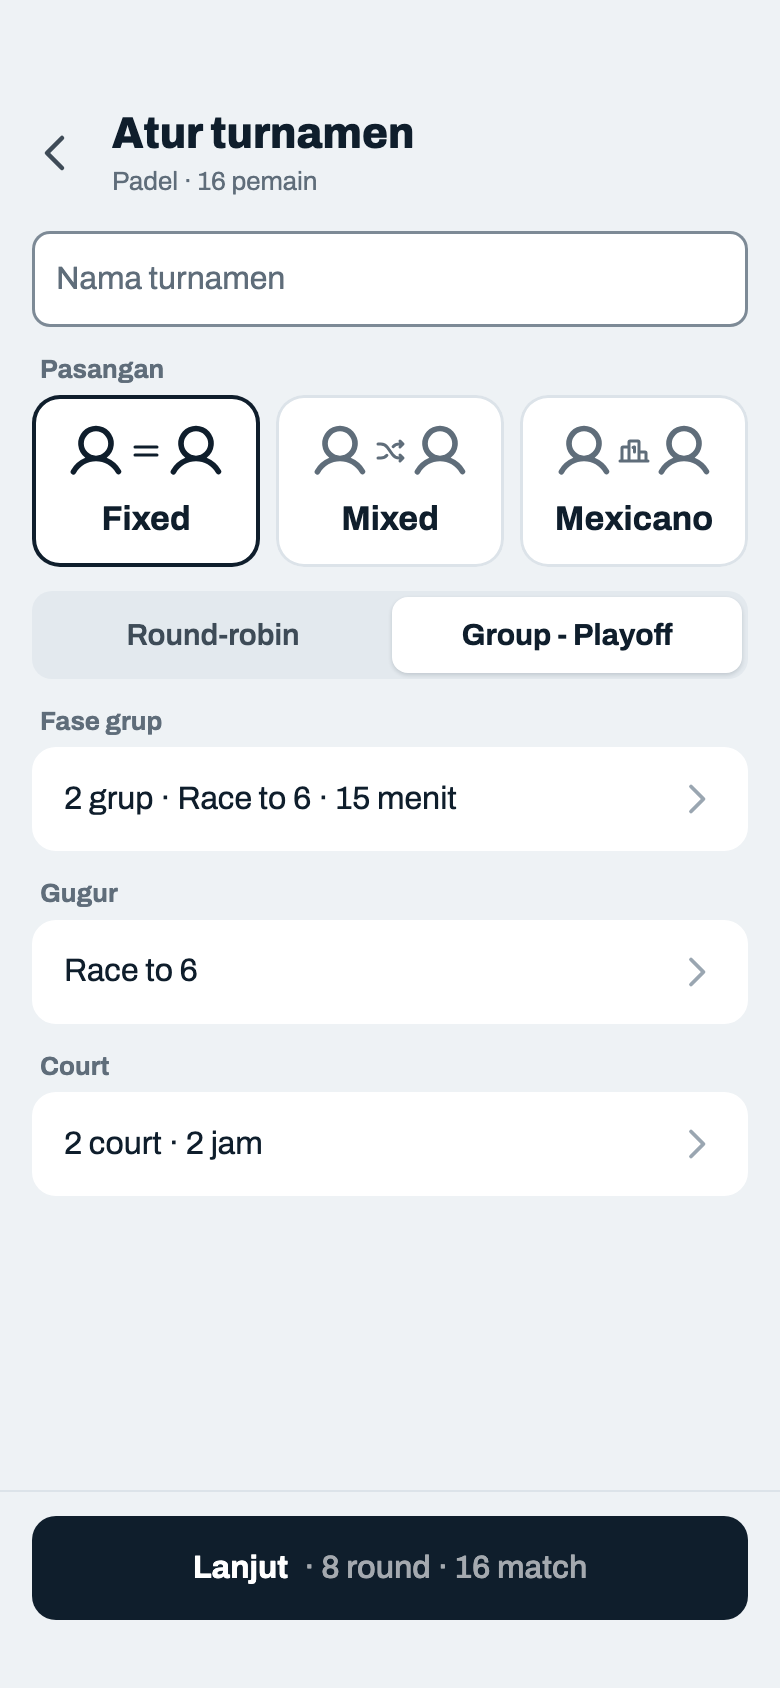 Atur turnamen
Padel · 16 pemain
Nama turnamen
Pasangan
Fixed
Mixed
Mexicano
Round-robin
Group - Playoff
Fase grup
2 grup · Race to 6 · 15 menit
Gugur
Race to 6
Court
2 court · 2 jam
Lanjut · 8 round · 16 match